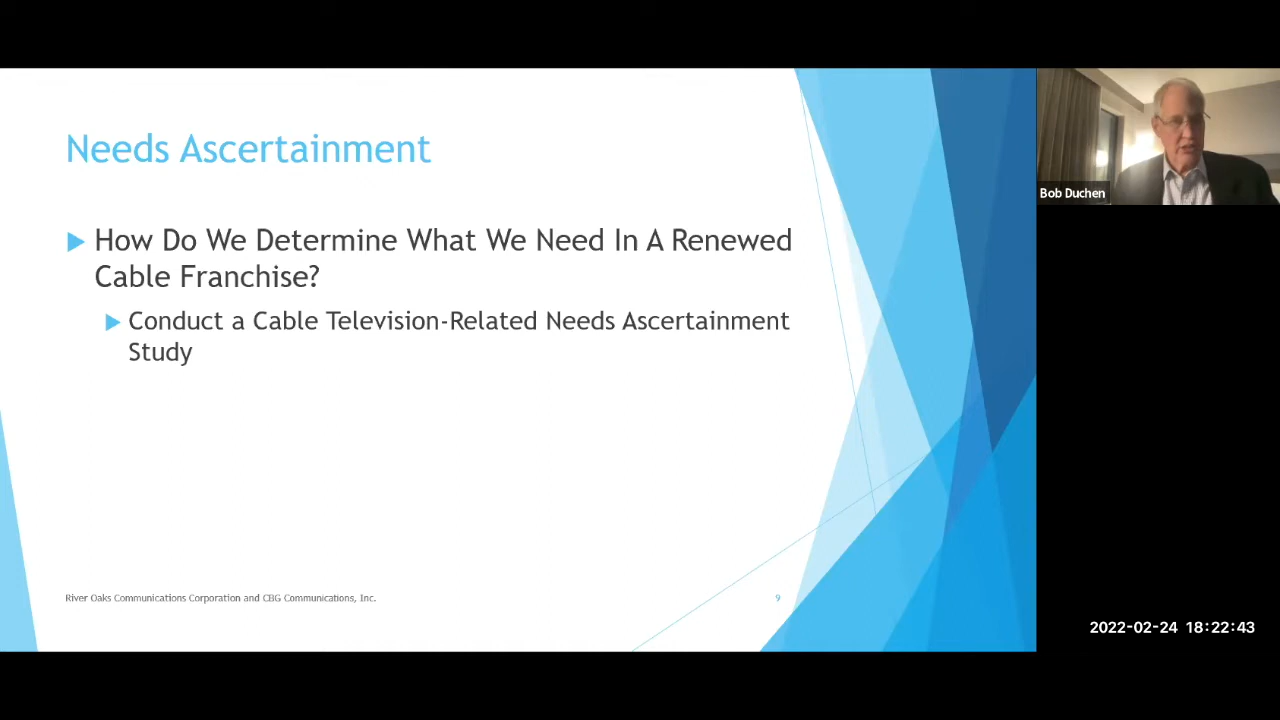 Needs Ascertainment
How Do We Determine What We Need In A Renewed
Cable Franchise?
Conduct a Cable Television-Related Needs Ascertainment
Study
River Oaks Communications Corporation and CBG Communications, Inc.
9
Bob Duchen
2022-02-24 18:22:43